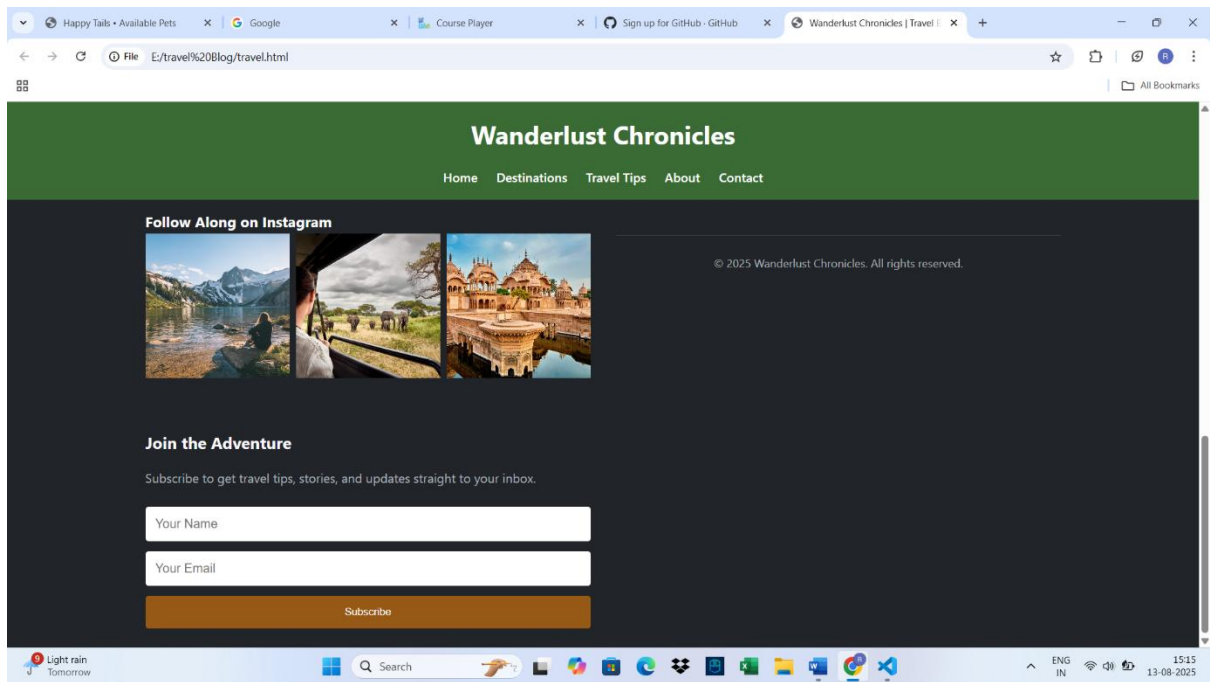 Happy Tails • Available Pets
Google
Course Player
Sign up for GitHub · GitHub
Wanderlust Chronicles | Travel
File E:/travel%20Blog/travel.html
All Bookmarks
Wanderlust Chronicles
Home Destinations Travel Tips About Contact
Follow Along on Instagram
© 2025 Wanderlust Chronicles. All rights reserved.
Join the Adventure
Subscribe to get travel tips, stories, and updates straight to your inbox.
Your Name
Your Email
Subscribe
9
Light rain
Tomorrow
Search
ENG
IN
15:15
13-08-2025